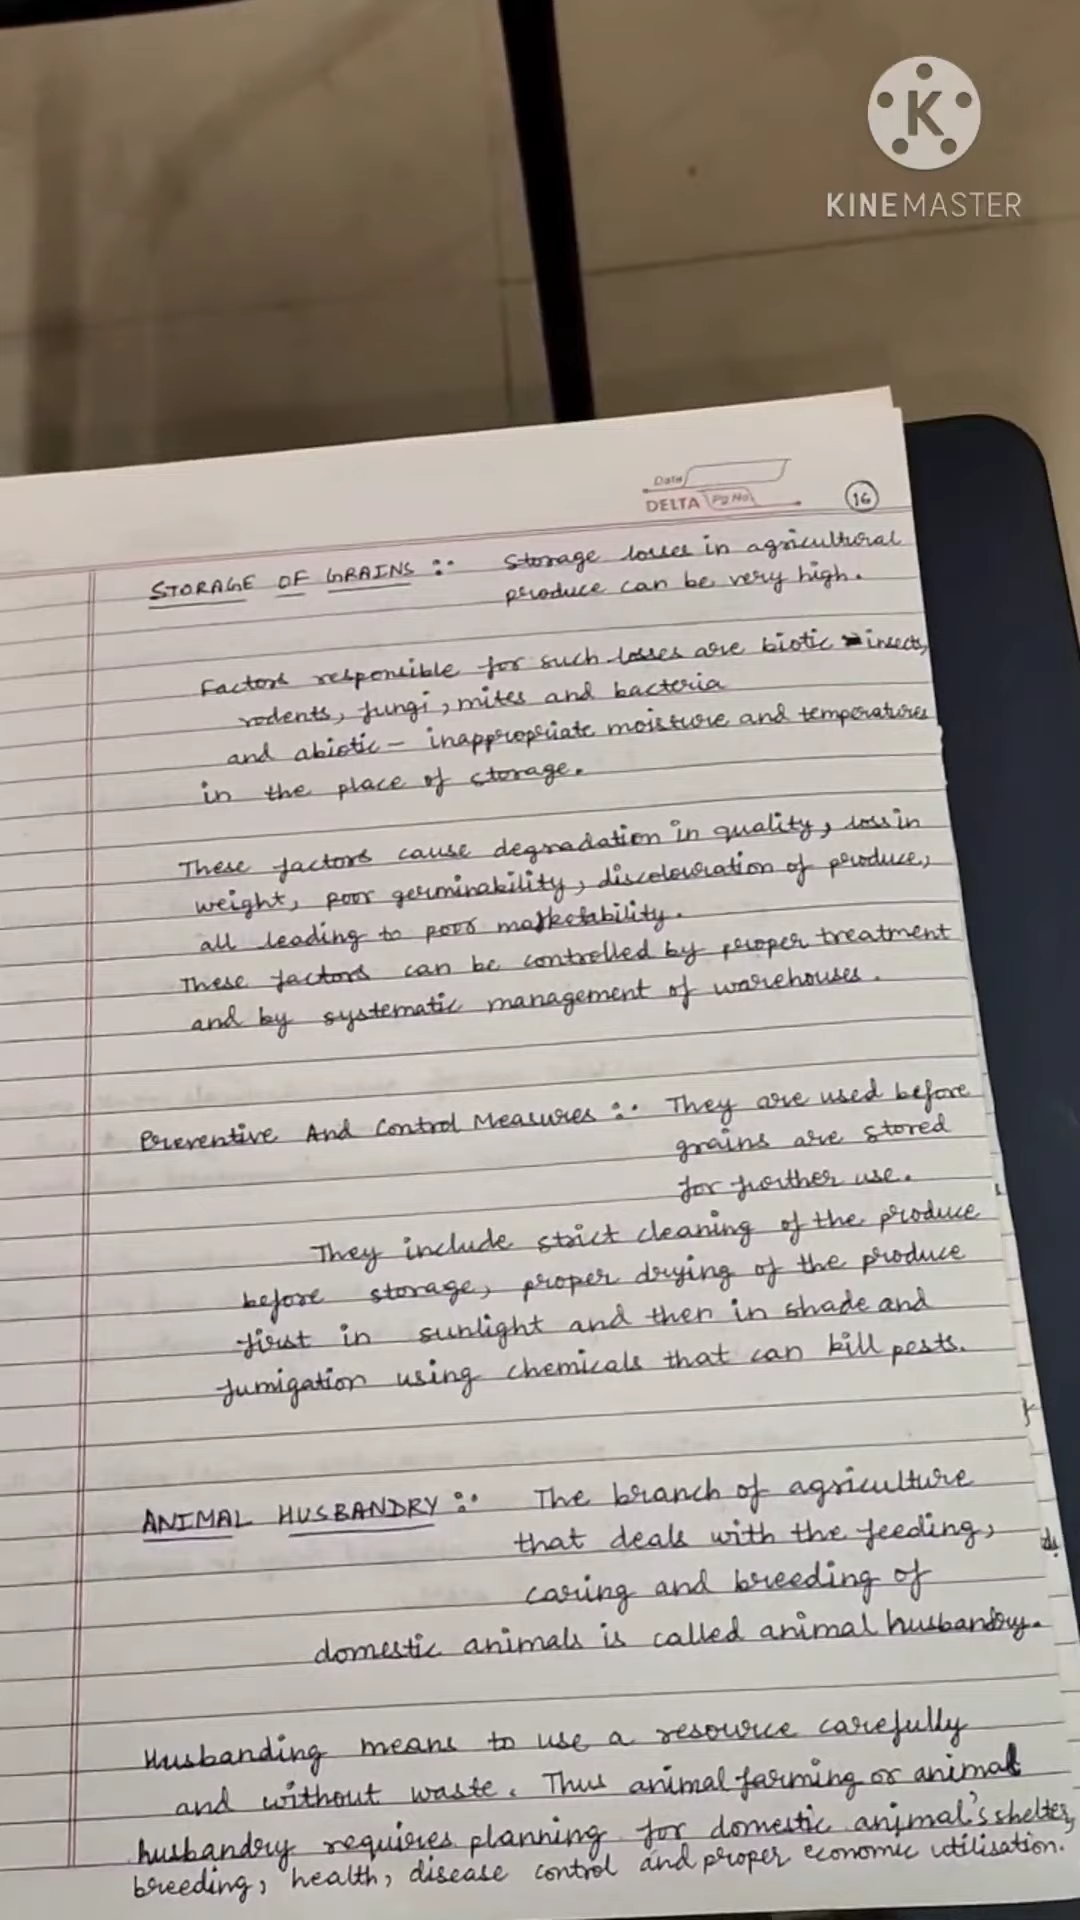 K
KINEMASTER
Date
DELTA Pg No
16
STORAGE OF GRAINS :- Storage losses in agricultural
produce can be very high.
Factors responsible for such losses are biotic - insects,
rodents, fungi, mites and bacteria
and abiotic - inappropriate moisture and temperatures
in the place of storage.
These factors cause degradation in quality, loss in
weight, poor germinability, discolouration of produce,
all leading to poor marketability.
These factors can be controlled by proper treatment
and by systematic management of warehouses.
Preventive And Control Measures :- They are used before
grains are stored
for further use.
They include strict cleaning of the produce
before storage, proper drying of the produce
first in sunlight and then in shade and
fumigation using chemicals that can kill pests.
ANIMAL HUSBANDRY :- The branch of agriculture
that deals with the feeding,
caring and breeding of
domestic animals is called animal husbandry.
Husbanding means to use a resource carefully
and without waste. Thus animal farming or animal
husbandry requires planning for domestic animal's shelter,
breeding, health, disease control and proper economic utilisation.